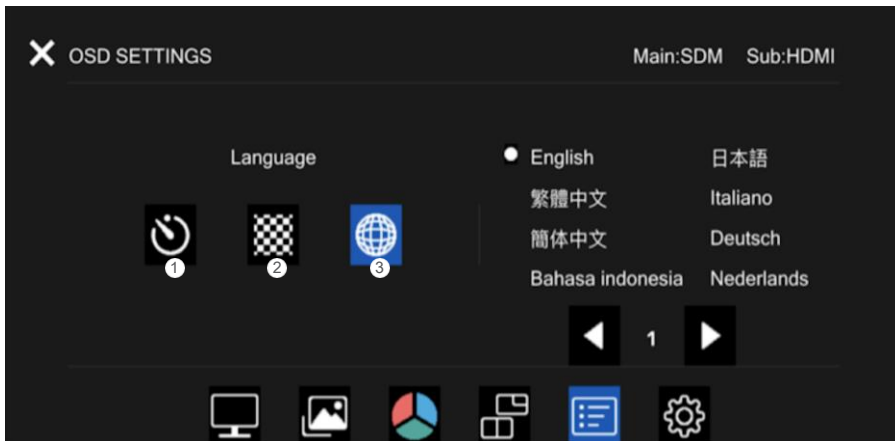 OSD SETTINGS
Main:SDM Sub:HDMI
Language
1
2
3
English 日本語
繁體中文 Italiano
簡体中文 Deutsch
Bahasa indonesia Nederlands
1